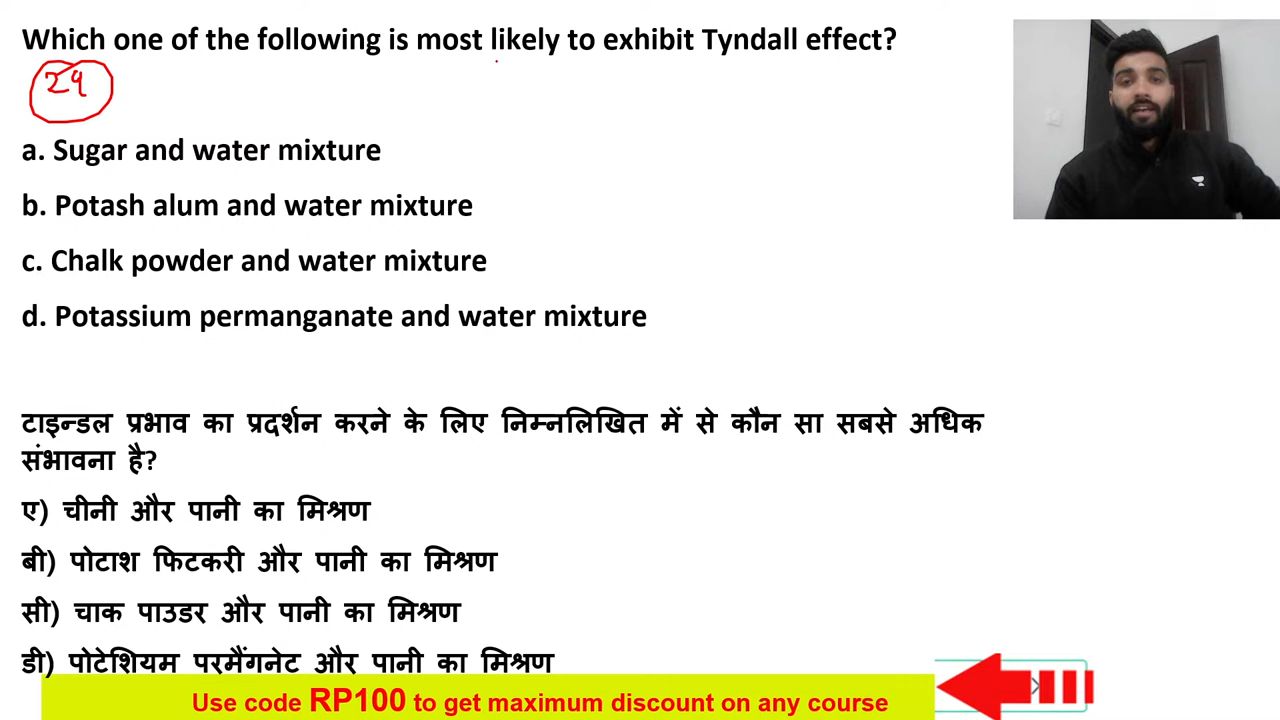 Which one of the following is most likely to exhibit Tyndall effect?
29
a. Sugar and water mixture
b. Potash alum and water mixture
c. Chalk powder and water mixture
d. Potassium permanganate and water mixture
टाइन्डल प्रभाव का प्रदर्शन करने के लिए निम्नलिखित में से कौन सा सबसे अधिक
संभावना है?
ए) चीनी और पानी का मिश्रण
बी) पोटाश फिटकरी और पानी का मिश्रण
सी) चाक पाउडर और पानी का मिश्रण
डी) पोटेशियम परमैंगनेट और पानी का मिश्रण
Use code RP100 to get maximum discount on any course